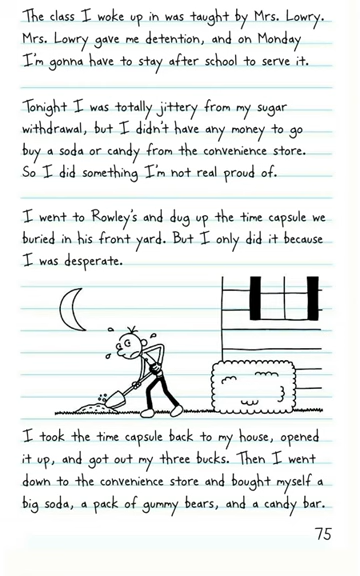 The class I woke up in was taught by Mrs. Lowry.
Mrs. Lowry gave me detention, and on Monday
I'm gonna have to stay after school to serve it.
Tonight I was totally jittery from my sugar
withdrawal, but I didn't have any money to go
buy a soda or candy from the convenience store.
So I did something I'm not real proud of.
I went to Rowley's and dug up the time capsule we
buried in his front yard. But I only did it because
I was desperate.
I took the time capsule back to my house, opened
it up, and got out my three bucks. Then I went
down to the convenience store and bought myself a
big soda, a pack of gummy bears, and a candy bar.
75